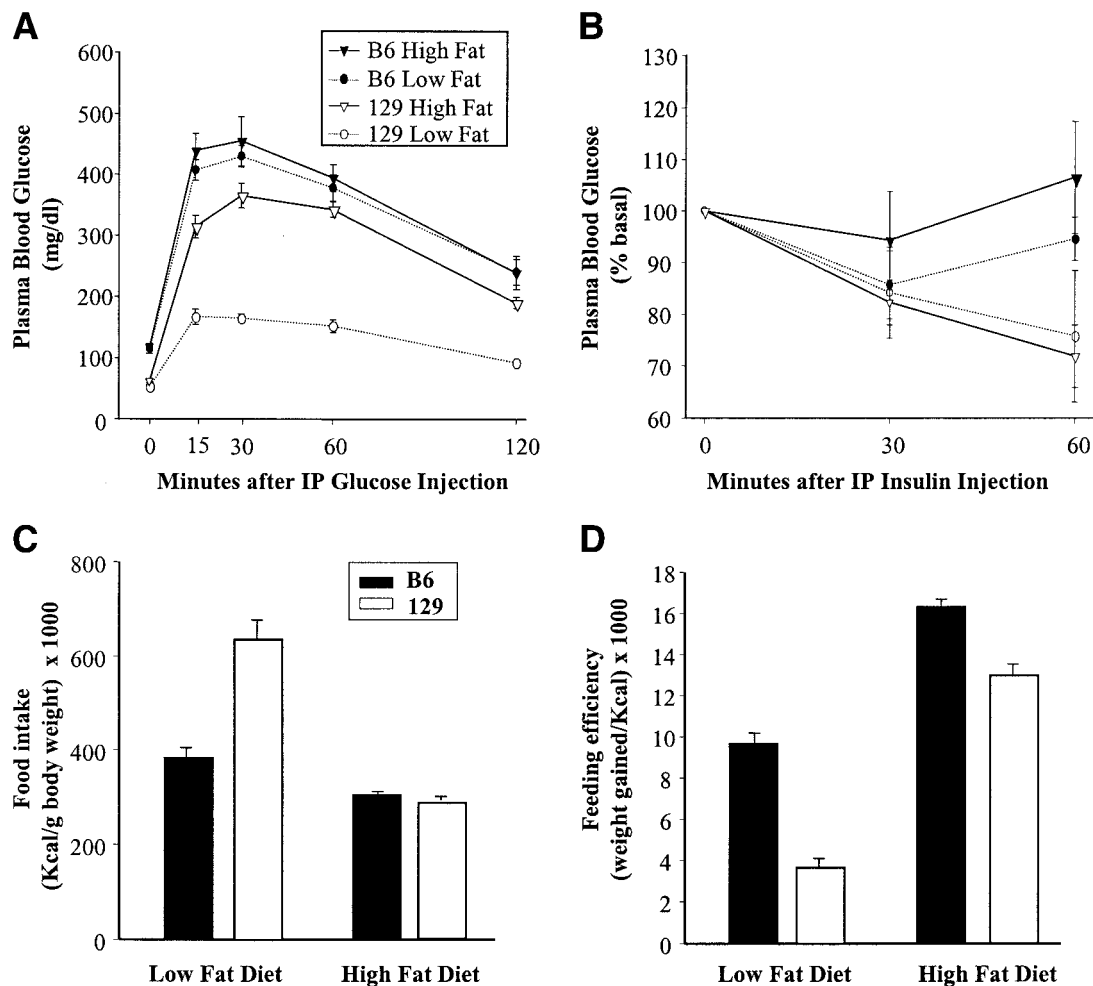 A
600
500
400
300
200
100
0
Plasma Blood Glucose
(mg/dl)
B6 High Fat
B6 Low Fat
129 High Fat
129 Low Fat
0 15 30 60 120
Minutes after IP Glucose Injection
B
130
120
110
100
90
80
70
60
Plasma Blood Glucose
(% basal)
0 30 60
Minutes after IP Insulin Injection
C
800
600
400
200
0
Food intake
(Kcal/g body weight) x 1000
B6
129
Low Fat Diet High Fat Diet
D
18
16
14
12
10
8
6
4
2
0
Feeding efficiency
(weight gained/Kcal) x 1000
Low Fat Diet High Fat Diet